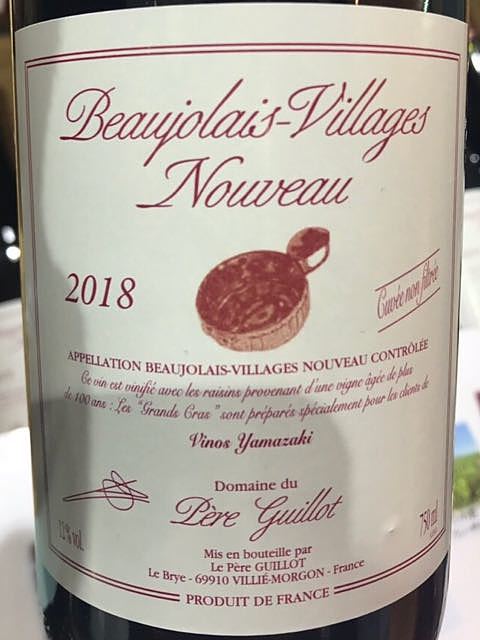 Beaujolais-Villages
Nouveau
2018
Cuvée non filtrée
APPELLATION BEAUJOLAIS-VILLAGES NOUVEAU CONTRÔLÉE
Ce vin est vinifié avec les raisins provenant d'une vigne âgée de plus
de 100 ans : Les "Grands Cras" sont préparés spécialement pour les clients de
Vinos Yamazaki
Domaine du
Père Guillot
12% vol.
750 ml
Mis en bouteille par
Le Père GUILLOT
Le Brye - 69910 VILLIÉ-MORGON - France
PRODUIT DE FRANCE